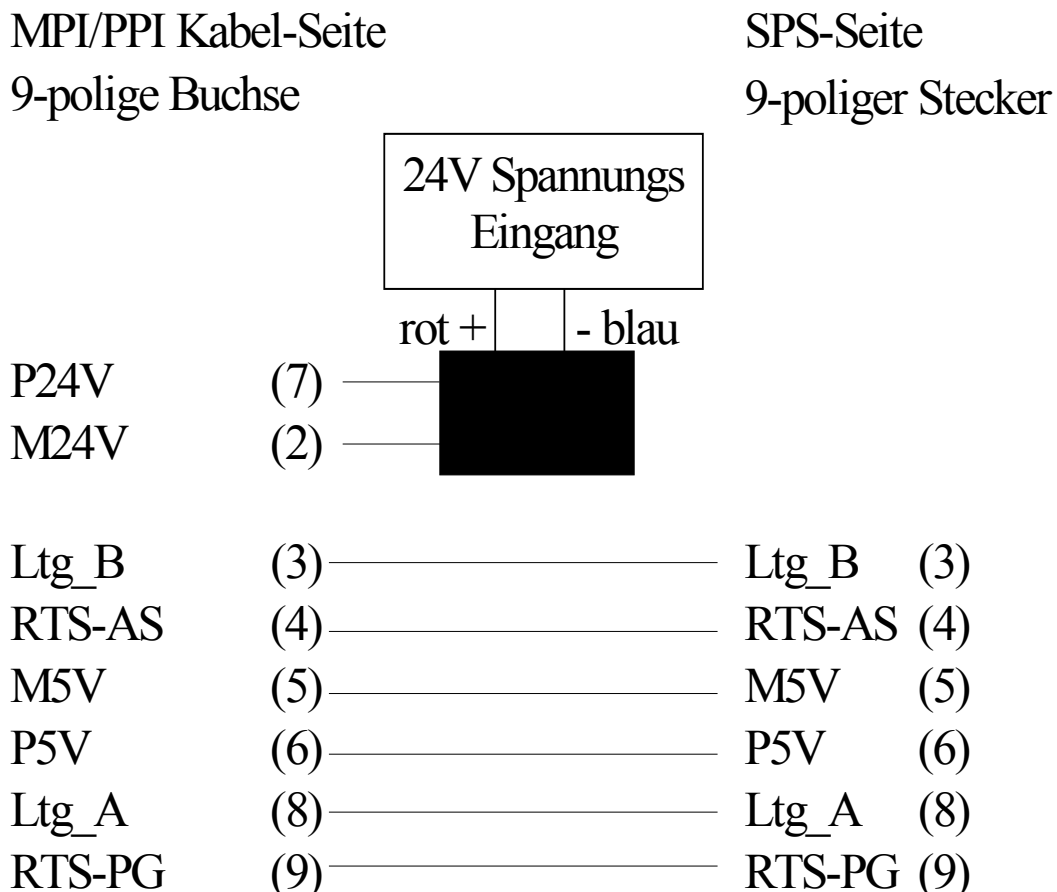 MPI/PPI Kabel-Seite SPS-Seite
9-polige Buchse 9-poliger Stecker
24V Spannungs
Eingang
rot + - blau
P24V (7)
M24V (2)
Ltg_B (3) Ltg_B (3)
RTS-AS (4) RTS-AS (4)
M5V (5) M5V (5)
P5V (6) P5V (6)
Ltg_A (8) Ltg_A (8)
RTS-PG (9) RTS-PG (9)